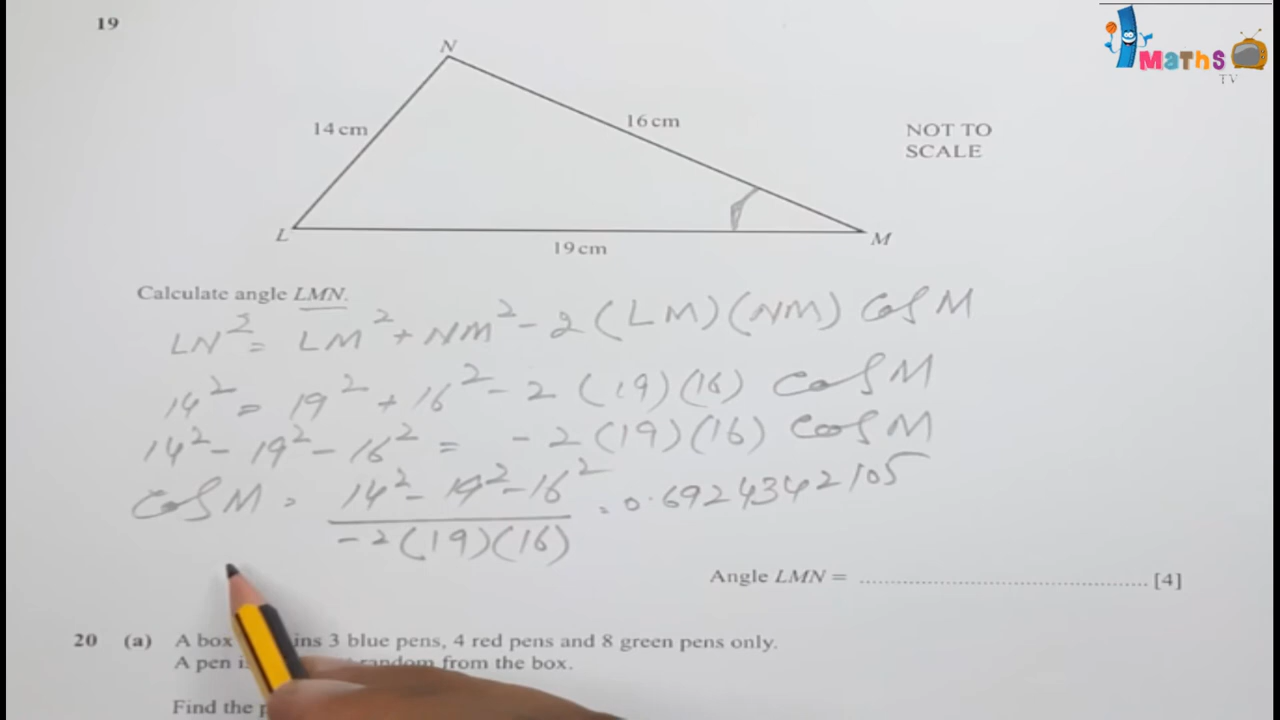 19
MaTHS
TV
N
14 cm
16 cm
NOT TO
SCALE
L
19 cm
M
Calculate angle LMN.
LN² = LM² + NM² - 2 (LM)(NM) Cos M
14² = 19² + 16² - 2 (19)(16) Cos M
14² - 19² - 16² = - 2 (19)(16) Cos M
Cos M = 14² - 19² - 16² = 0.6924342105
-2(19)(16)
Angle LMN = ................................................ [4]
20 (a) A box ins 3 blue pens, 4 red pens and 8 green pens only.
A pen i random from the box.
Find the p